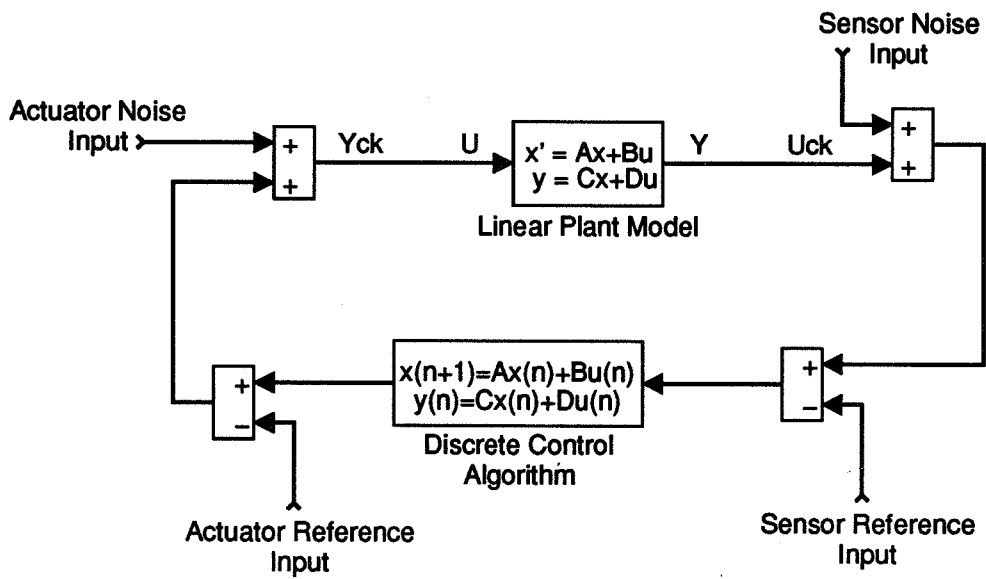 Sensor Noise
Input
Actuator Noise
Input
+
+
Yck
U
x' = Ax+Bu
y = Cx+Du
Y
Uck
+
+
Linear Plant Model
+
−
x(n+1)=Ax(n)+Bu(n)
y(n)=Cx(n)+Du(n)
+
−
Discrete Control
Algorithm
Actuator Reference
Input
Sensor Reference
Input